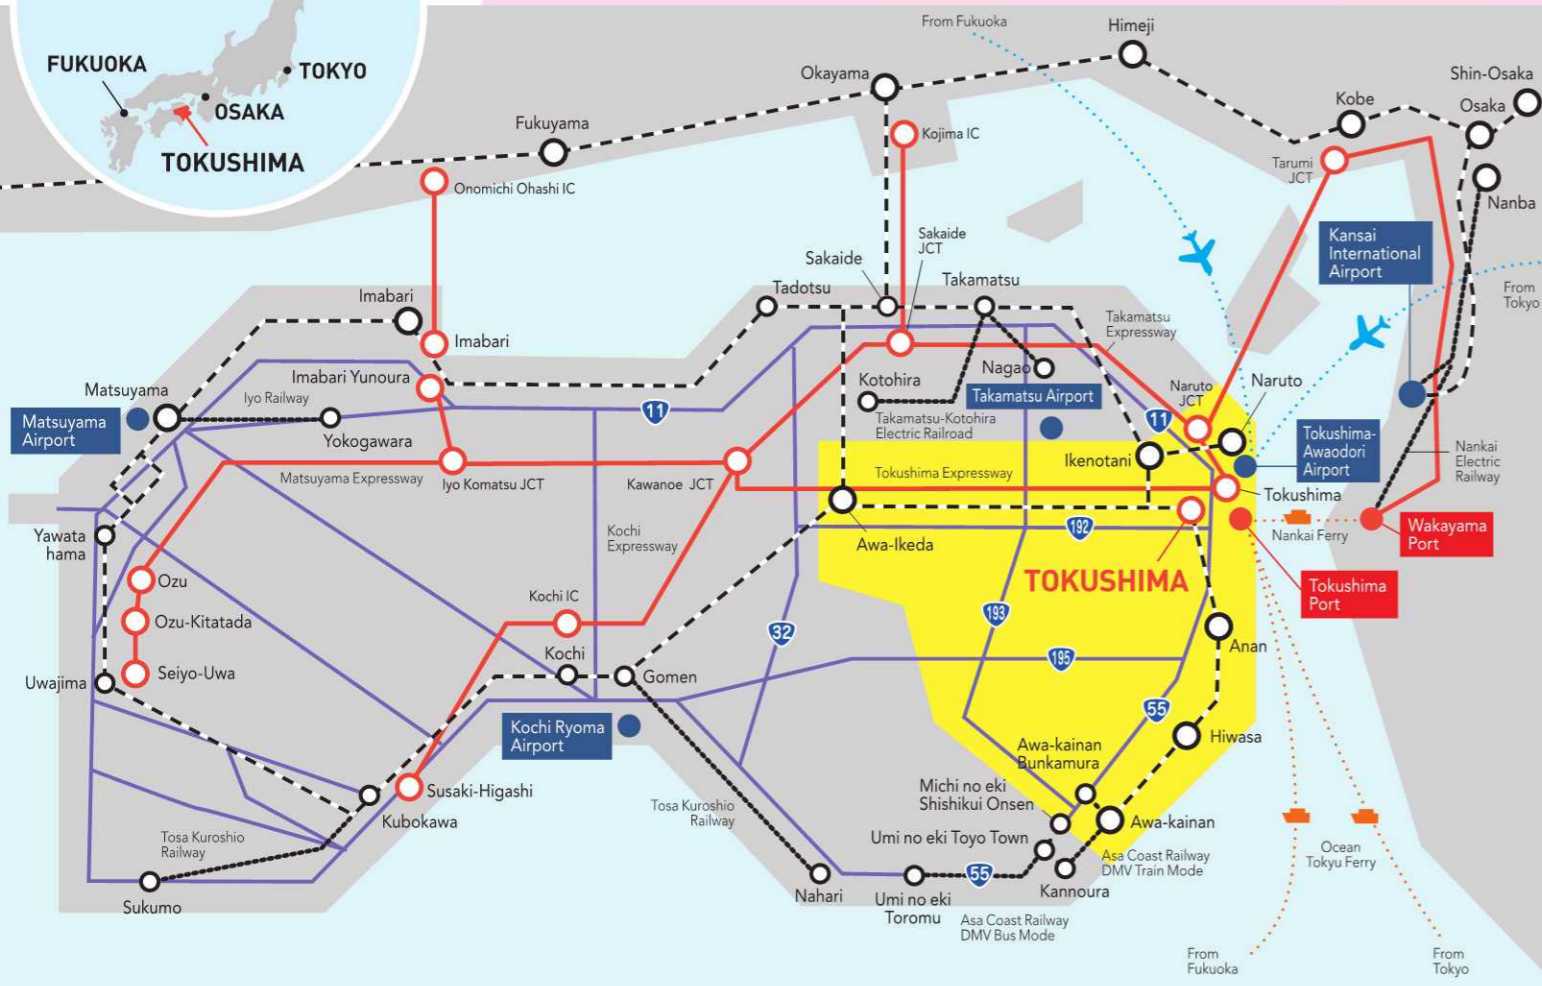 FUKUOKA
TOKYO
OSAKA
TOKUSHIMA
From Fukuoka
Himeji
Okayama
Shin-Osaka
Kobe
Osaka
Fukuyama
Kojima IC
Tarumi
JCT
Onomichi Ohashi IC
Nanba
Kansai
International
Airport
Sakaide
JCT
Sakaide
Tadotsu
Takamatsu
From
Tokyo
Imabari
Takamatsu
Expressway
Imabari
Imabari Yunoura
Nagao
Naruto
JCT
Naruto
Matsuyama
Iyo Railway
Kotohira
Takamatsu Airport
Matsuyama
Airport
Yokogawara
11
Takamatsu-Kotohira
Electric Railroad
11
Tokushima-
Awaodori
Airport
Ikenotani
Nankai
Electric
Railway
Matsuyama Expressway
Iyo Komatsu JCT
Kawanoe JCT
Tokushima Expressway
Tokushima
Yawata
hama
Kochi
Expressway
Awa-Ikeda
192
Nankai Ferry
Wakayama
Port
TOKUSHIMA
Tokushima
Port
Ozu
Kochi IC
193
Ozu-Kitatada
32
Anan
Kochi
195
Seiyo-Uwa
Uwajima
Gomen
55
Kochi Ryoma
Airport
Hiwasa
Awa-kainan
Bunkamura
Susaki-Higashi
Michi no eki
Shishikui Onsen
Kubokawa
Tosa Kuroshio
Railway
Awa-kainan
Tosa Kuroshio
Railway
Umi no eki Toyo Town
Asa Coast Railway
DMV Train Mode
Ocean
Tokyu Ferry
55
Kannoura
Sukumo
Nahari
Umi no eki
Toromu
Asa Coast Railway
DMV Bus Mode
From
Fukuoka
From
Tokyo